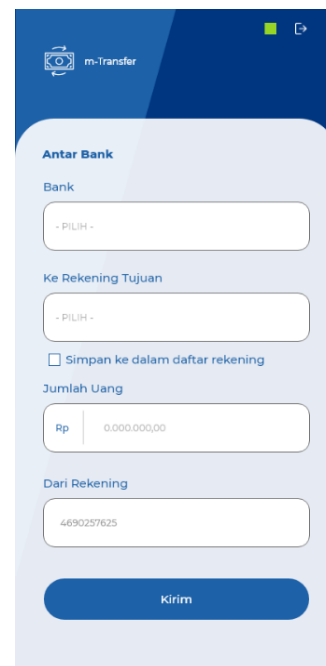 m-Transfer
Antar Bank
Bank
- PILIH -
Ke Rekening Tujuan
- PILIH -
Simpan ke dalam daftar rekening
Jumlah Uang
Rp 0.000.000,00
Dari Rekening
4690257625
Kirim